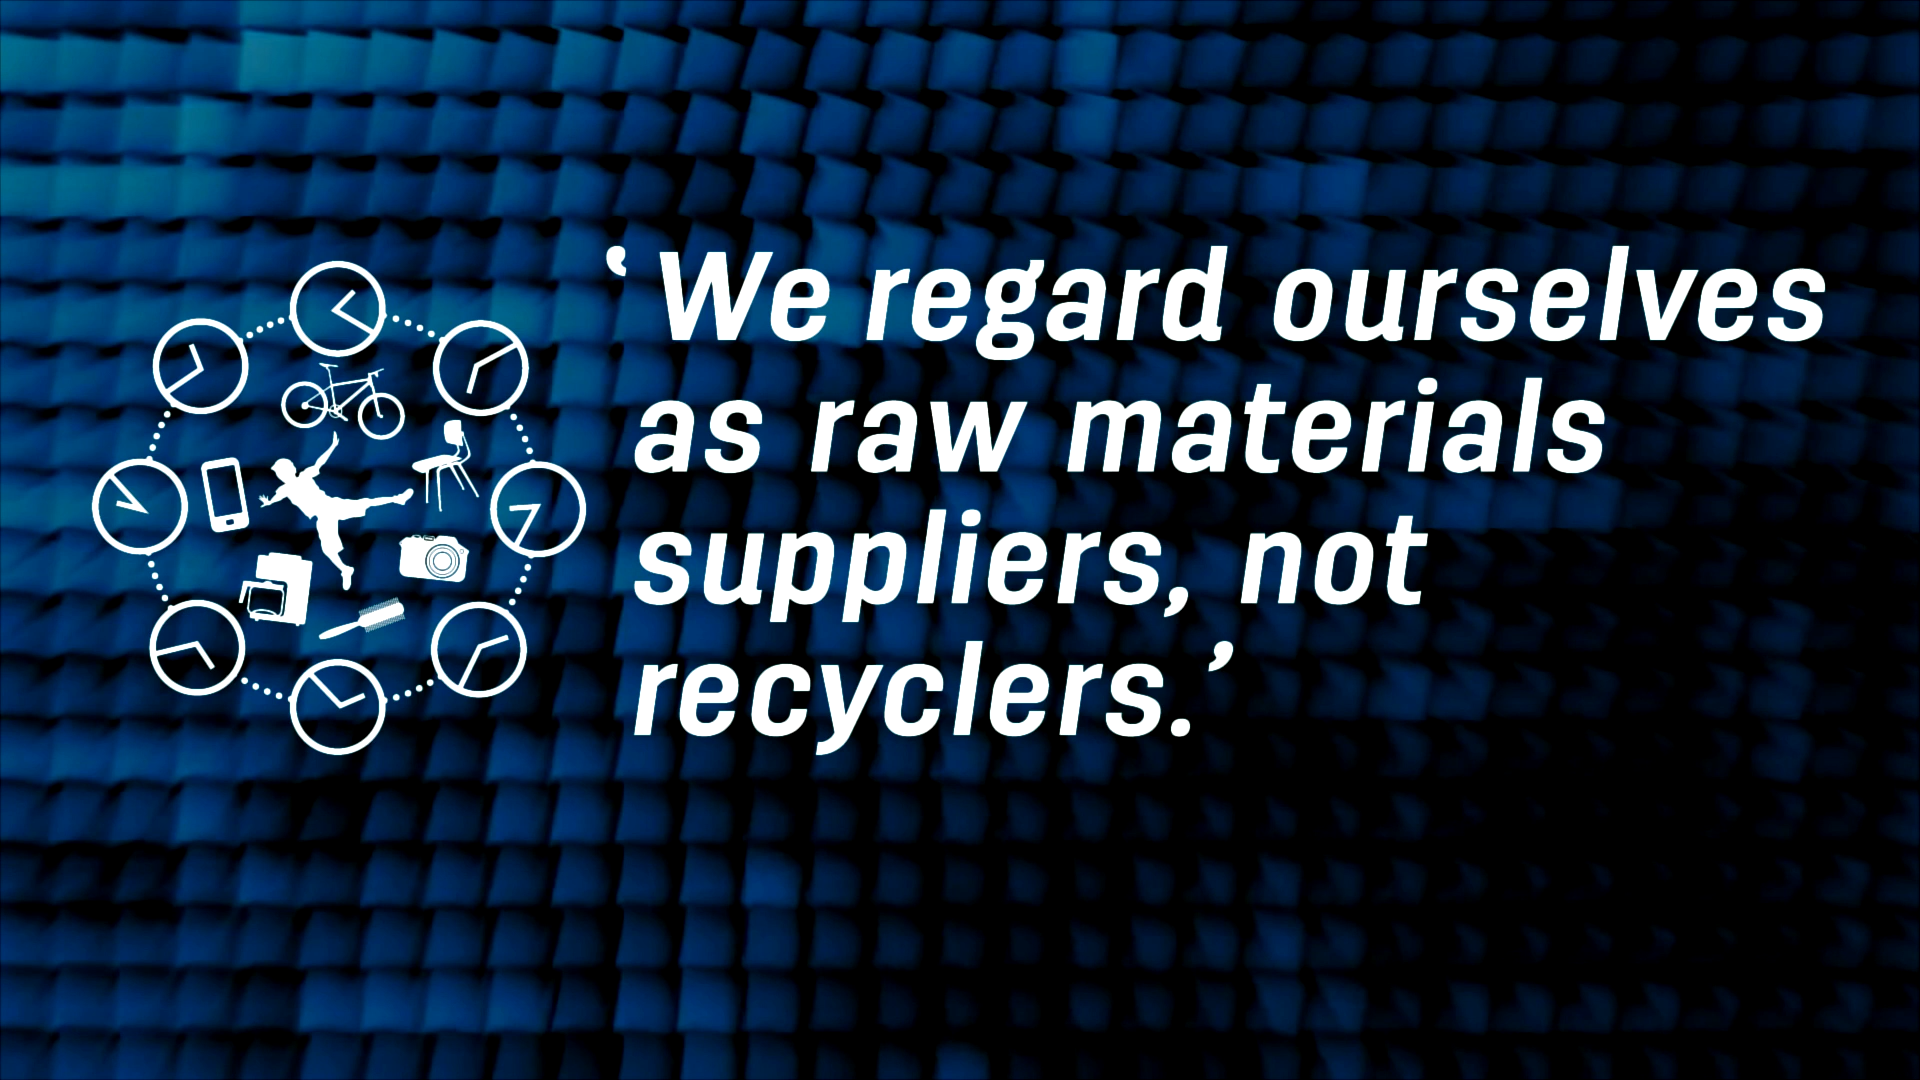 ‘We regard ourselves
as raw materials
suppliers, not
recyclers.’